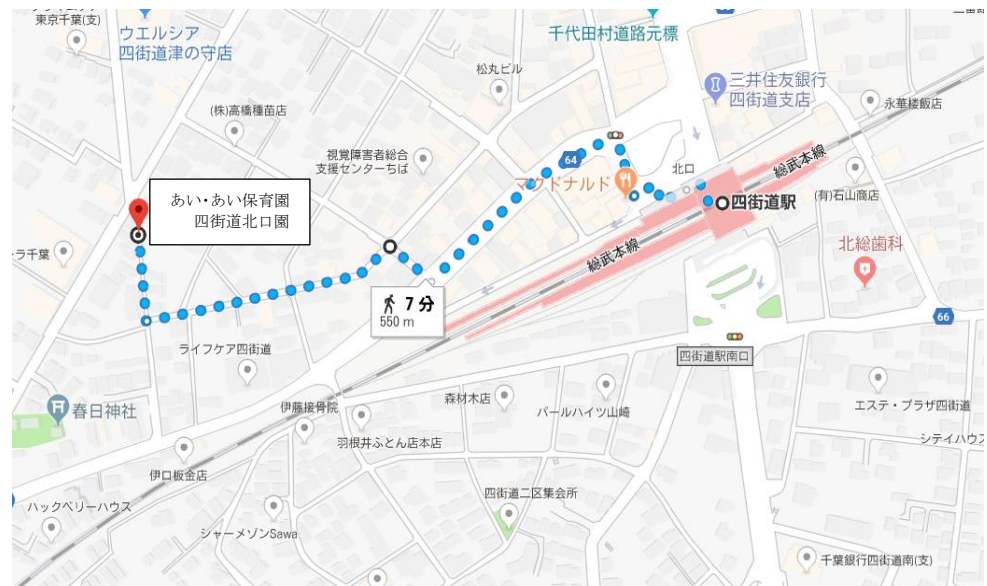 東京千葉(支)
ウエルシア
四街道津の守店
千代田村道路元標
松丸ビル
三井住友銀行
四街道支店
永華楼飯店
(株)高橋種苗店
視覚障害者総合
支援センターちば
64
北口
総武本線
マクドナルド
四街道駅
(有)石山商店
あい・あい保育園
四街道北口園
ラ千葉
総武本線
北総歯科
7 分
550 m
66
ライフケア四街道
四街道駅南口
春日神社
伊藤接骨院
森材木店
パールハイツ山崎
エステ・プラザ四街道
羽根井ふとん店本店
シティハウス
伊口板金店
四街道二区集会所
ハックベリーハウス
シャーメゾンSawa
千葉銀行四街道南(支)